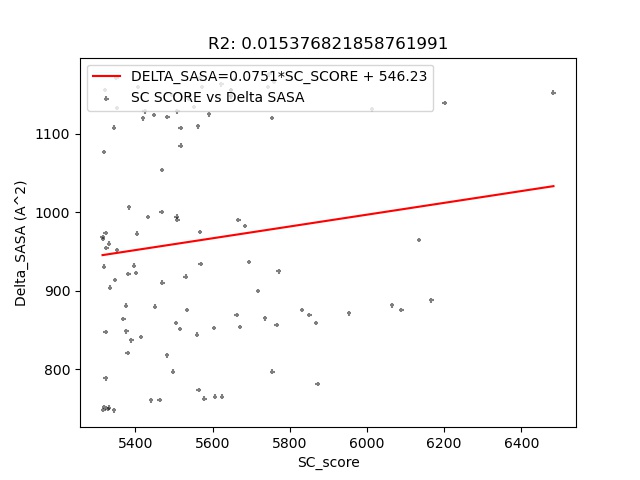 R2: 0.015376821858761991
DELTA_SASA=0.0751*SC_SCORE + 546.23
SC SCORE vs Delta SASA
Delta_SASA (A^2)
1100
1000
900
800
5400 5600 5800 6000 6200 6400
SC_score